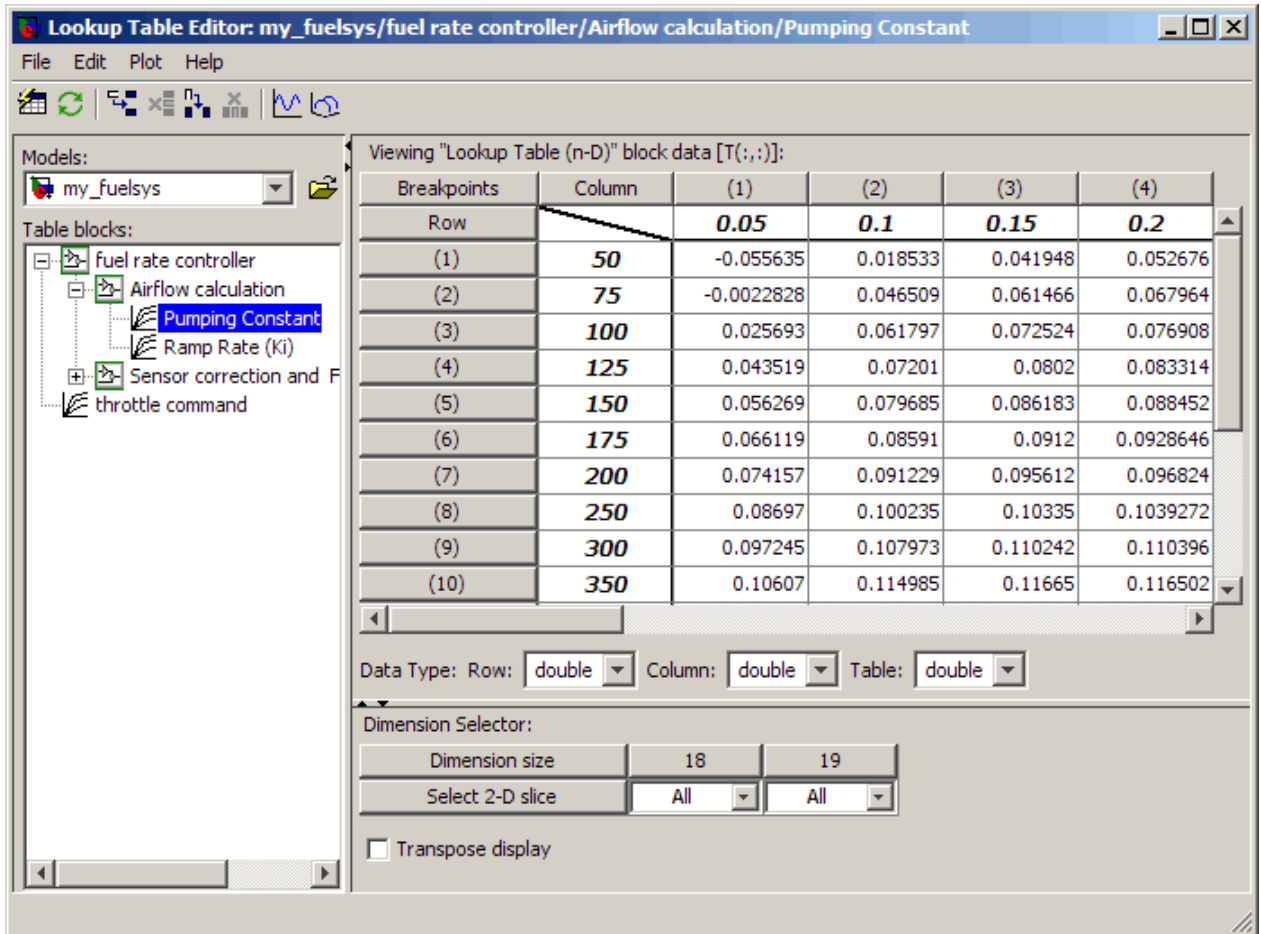 Lookup Table Editor: my_fuelsys/fuel rate controller/Airflow calculation/Pumping Constant
File Edit Plot Help
Models:
my_fuelsys
Table blocks:
fuel rate controller
Airflow calculation
Pumping Constant
Ramp Rate (Ki)
Sensor correction and F
throttle command
Viewing "Lookup Table (n-D)" block data [T(:,:)]:
Breakpoints Column (1) (2) (3) (4)
Row 0.05 0.1 0.15 0.2
(1) 50 -0.055635 0.018533 0.041948 0.052676
(2) 75 -0.0022828 0.046509 0.061466 0.067964
(3) 100 0.025693 0.061797 0.072524 0.076908
(4) 125 0.043519 0.07201 0.0802 0.083314
(5) 150 0.056269 0.079685 0.086183 0.088452
(6) 175 0.066119 0.08591 0.0912 0.0928646
(7) 200 0.074157 0.091229 0.095612 0.096824
(8) 250 0.08697 0.100235 0.10335 0.1039272
(9) 300 0.097245 0.107973 0.110242 0.110396
(10) 350 0.10607 0.114985 0.11665 0.116502
Data Type: Row: double Column: double Table: double
Dimension Selector:
Dimension size 18 19
Select 2-D slice All All
Transpose display